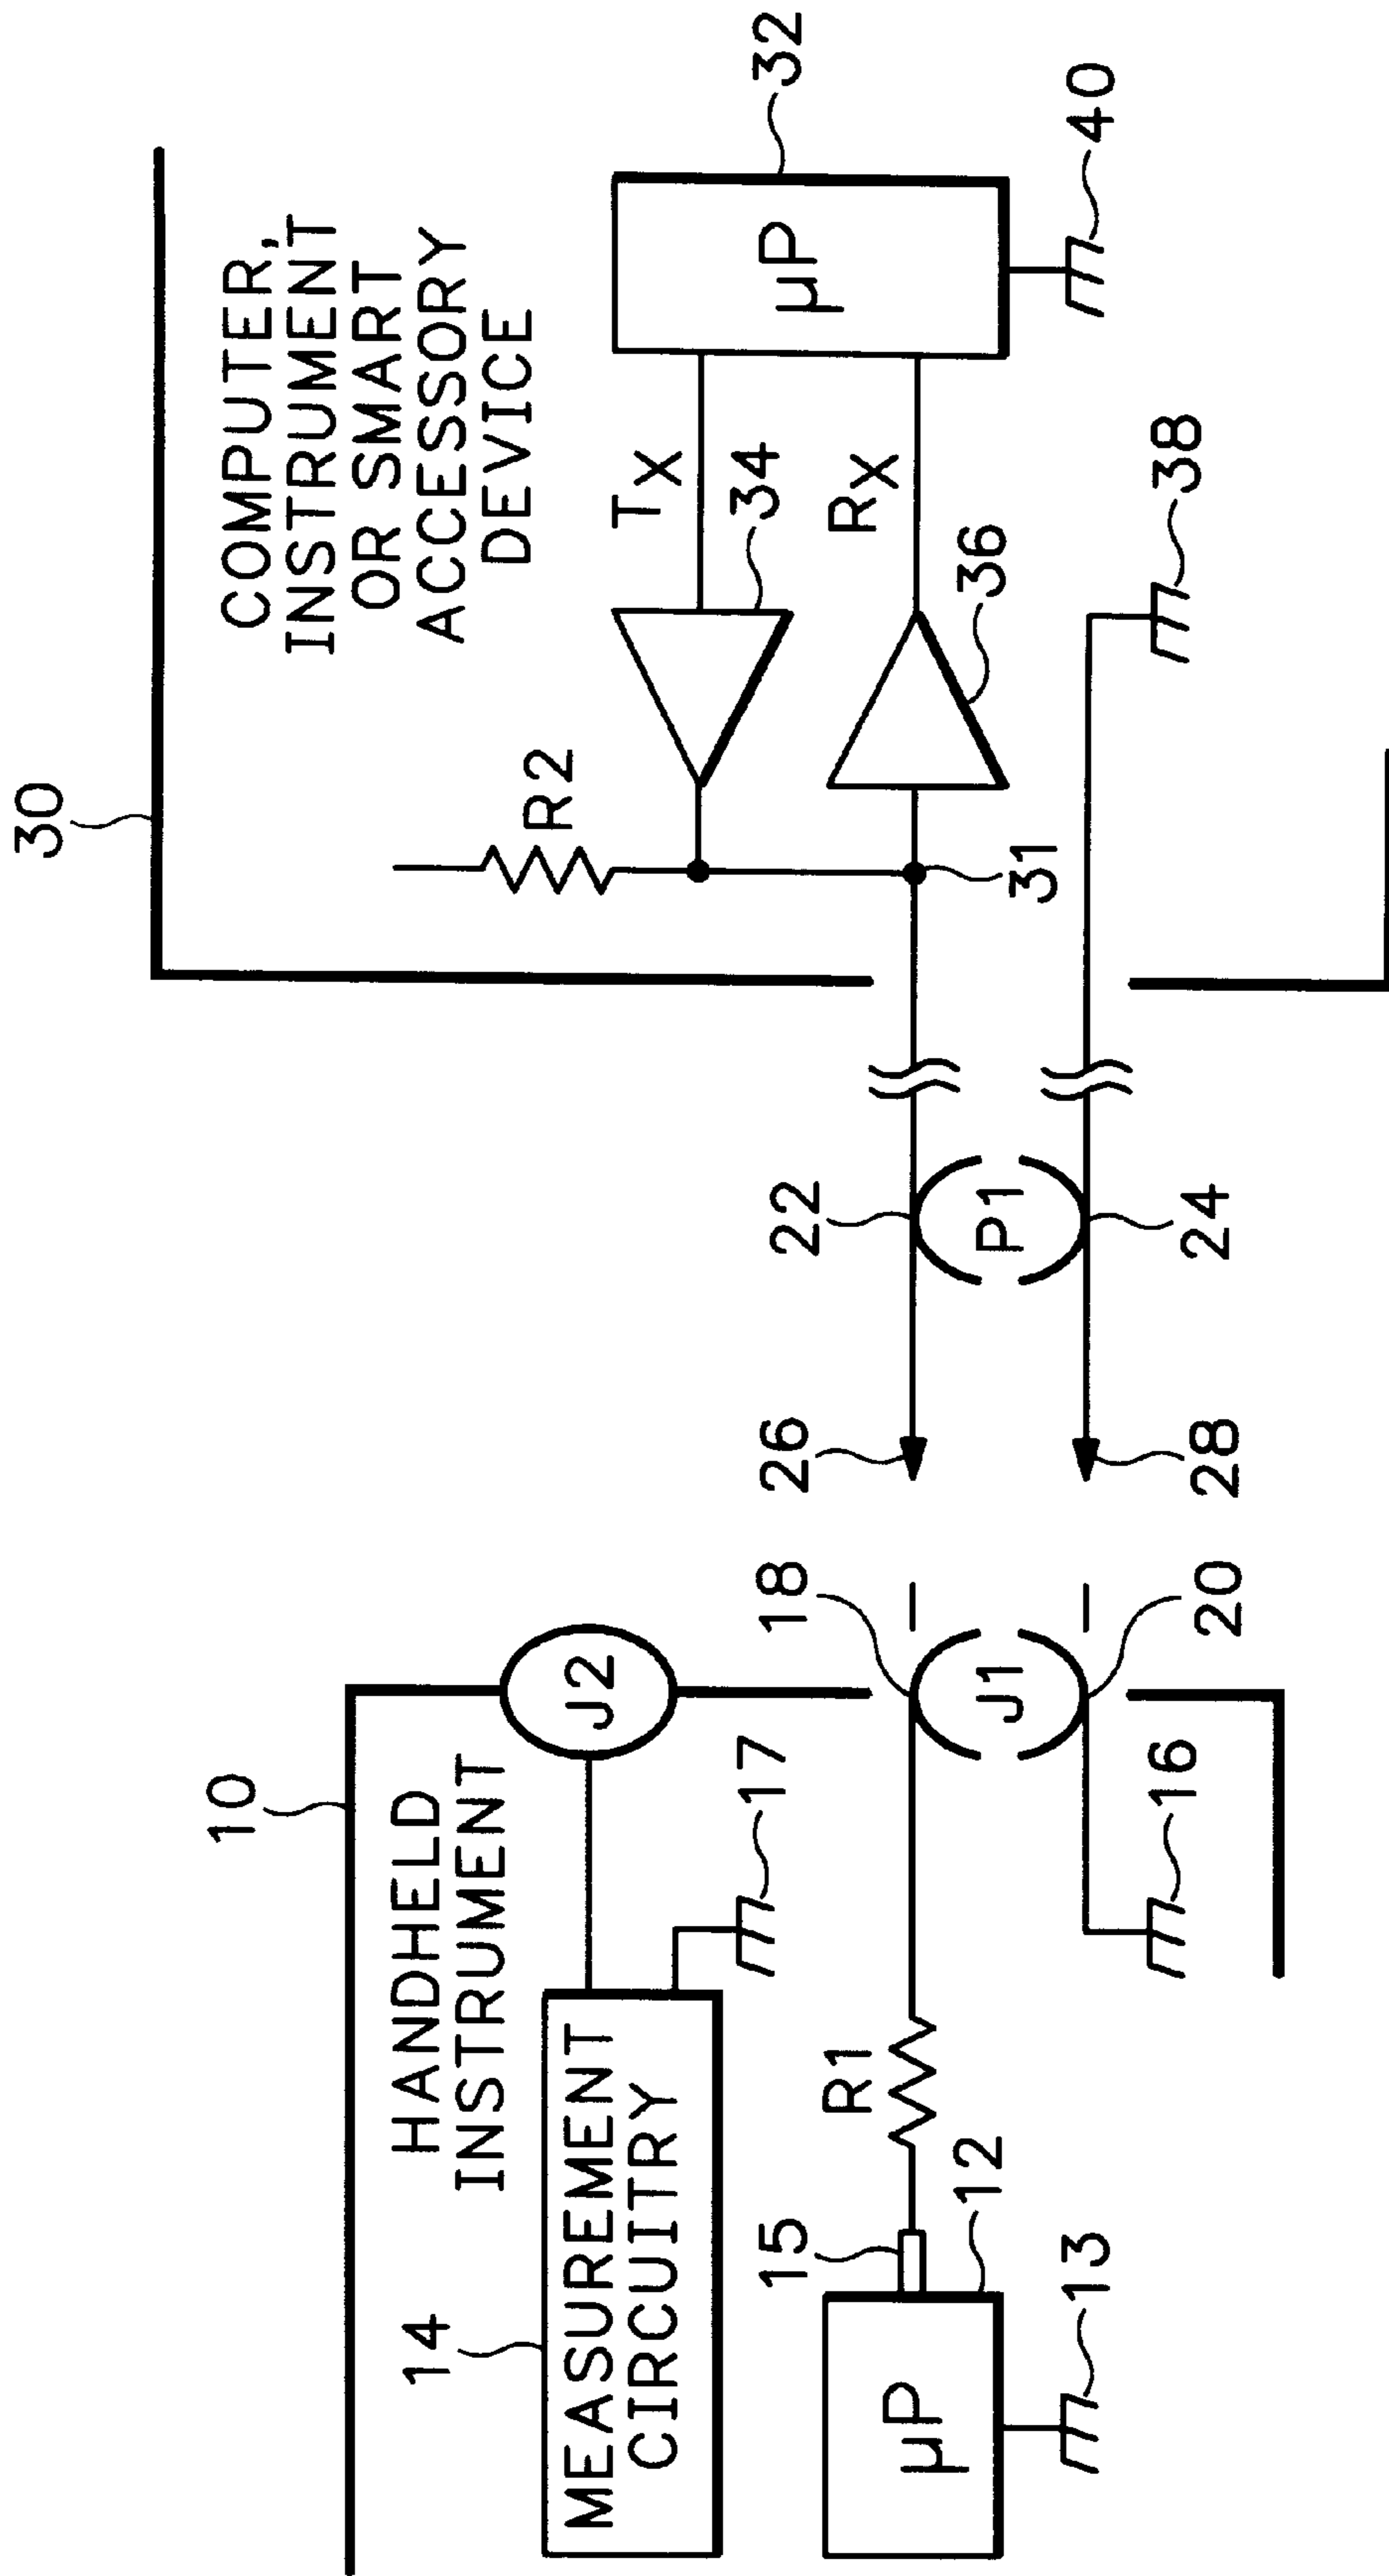 10
HANDHELD
INSTRUMENT
14
MEASUREMENT
CIRCUITRY
J2
17
15
µP
12
13
R1
18
J1
20
16
26
28
22
P1
24
30
COMPUTER,
INSTRUMENT
OR SMART
ACCESSORY
DEVICE
R2
TX
34
RX
36
31
µP
32
40
38